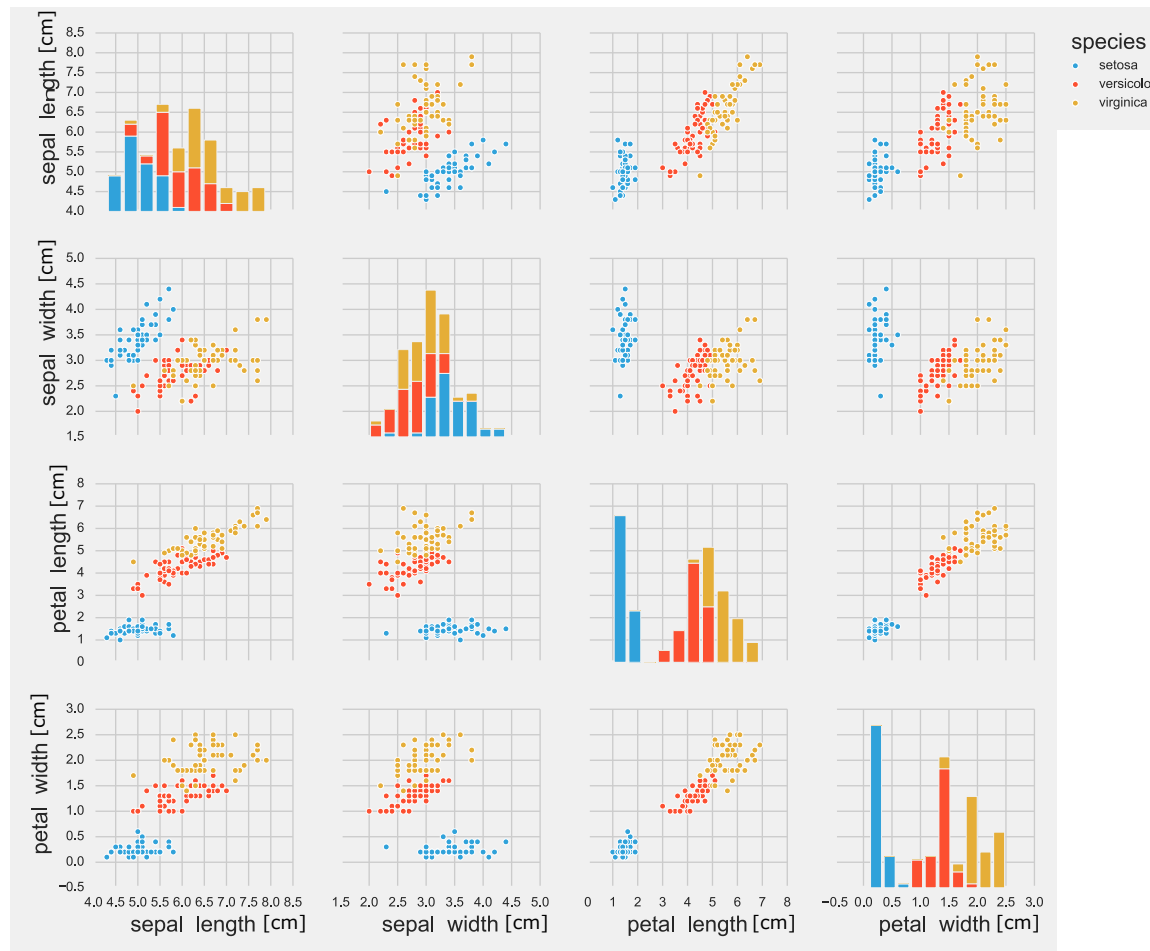 species
setosa
versicolo
virginica
sepal length [cm]
8.5
8.0
7.5
7.0
6.5
6.0
5.5
5.0
4.5
4.0
sepal width [cm]
5.0
4.5
4.0
3.5
3.0
2.5
2.0
1.5
petal length [cm]
8
7
6
5
4
3
2
1
0
petal width [cm]
3.0
2.5
2.0
1.5
1.0
0.5
0.0
−0.5
4.0 4.5 5.0 5.5 6.0 6.5 7.0 7.5 8.0 8.5
1.5 2.0 2.5 3.0 3.5 4.0 4.5 5.0
0 1 2 3 4 5 6 7 8
−0.5 0.0 0.5 1.0 1.5 2.0 2.5 3.0
sepal length [cm]
sepal width [cm]
petal length [cm]
petal width [cm]